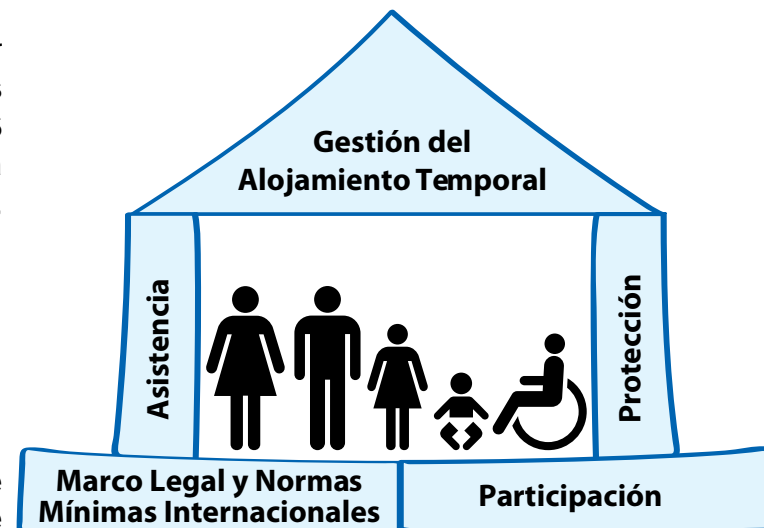 Gestión del
Alojamiento Temporal
Asistencia
Protección
Marco Legal y Normas
Mínimas Internacionales
Participación